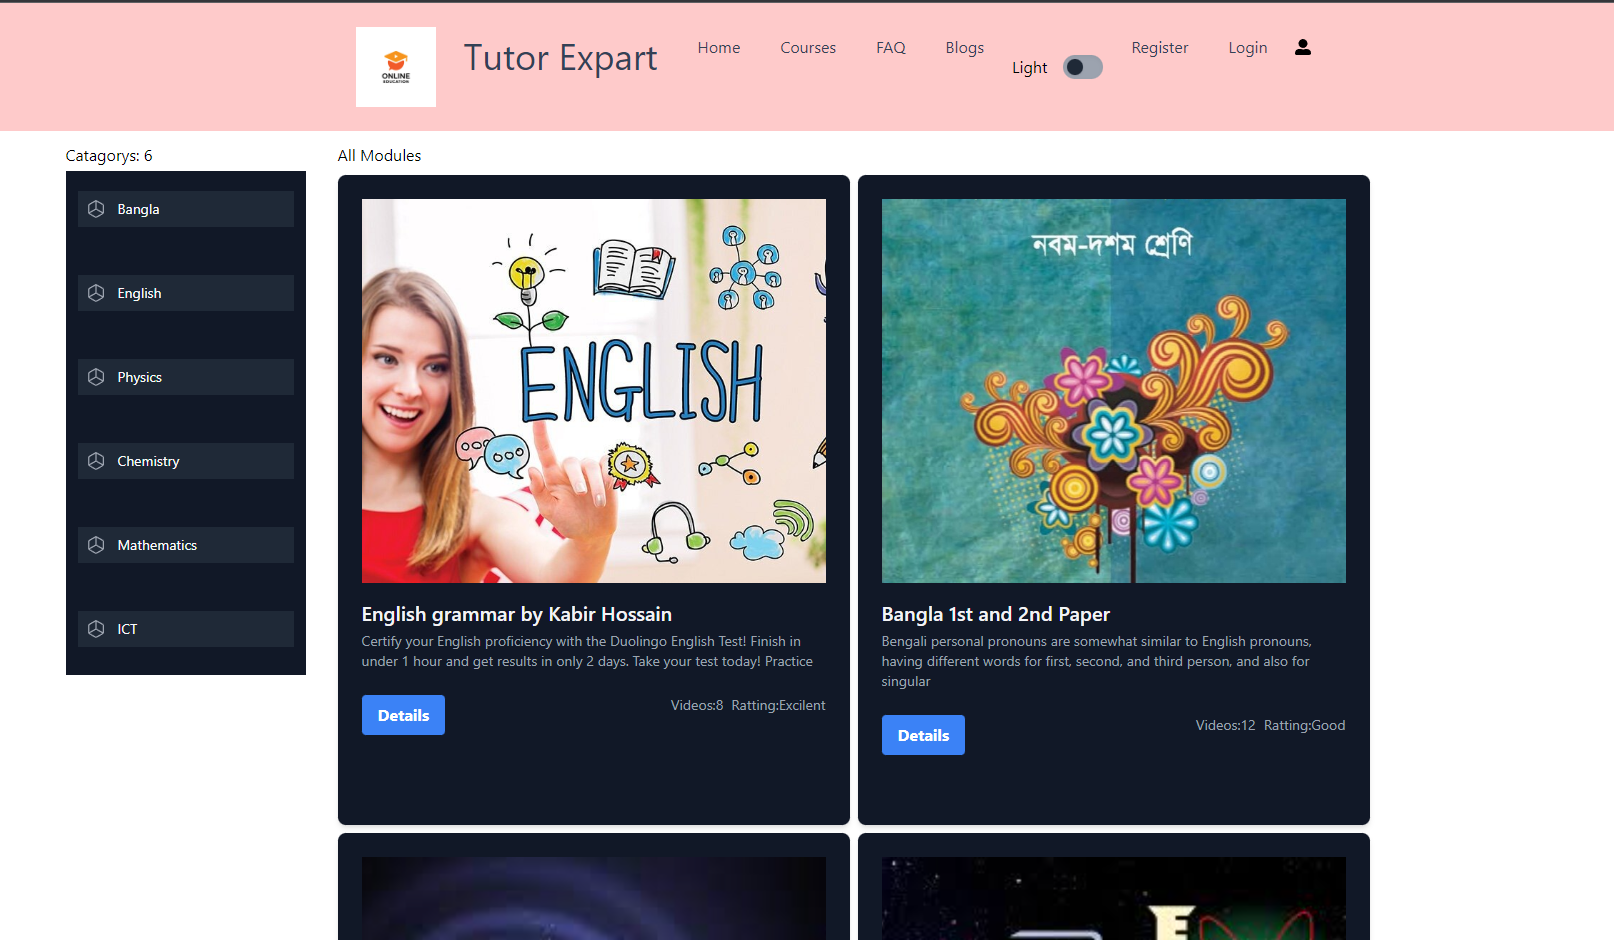 ONLINE
EDUCATION
Tutor Expart
Home
Courses
FAQ
Blogs
Light
Register
Login
Catagorys: 6
Bangla
English
Physics
Chemistry
Mathematics
ICT
All Modules
ENGLISH
English grammar by Kabir Hossain
Certify your English proficiency with the Duolingo English Test! Finish in
under 1 hour and get results in only 2 days. Take your test today! Practice
Details
Videos:8 Ratting:Excilent
নবম-দশম শ্রেণি
Bangla 1st and 2nd Paper
Bengali personal pronouns are somewhat similar to English pronouns,
having different words for first, second, and third person, and also for
singular
Details
Videos:12 Ratting:Good